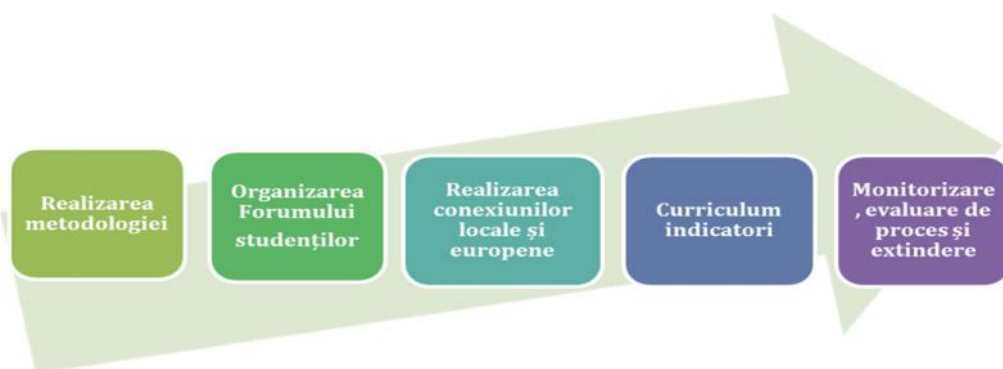 Realizarea
metodologiei
Organizarea
Forumului
studenților
Realizarea
conexiunilor
locale și
europene
Curriculum
indicatori
Monitorizare
, evaluare de
proces și
extindere